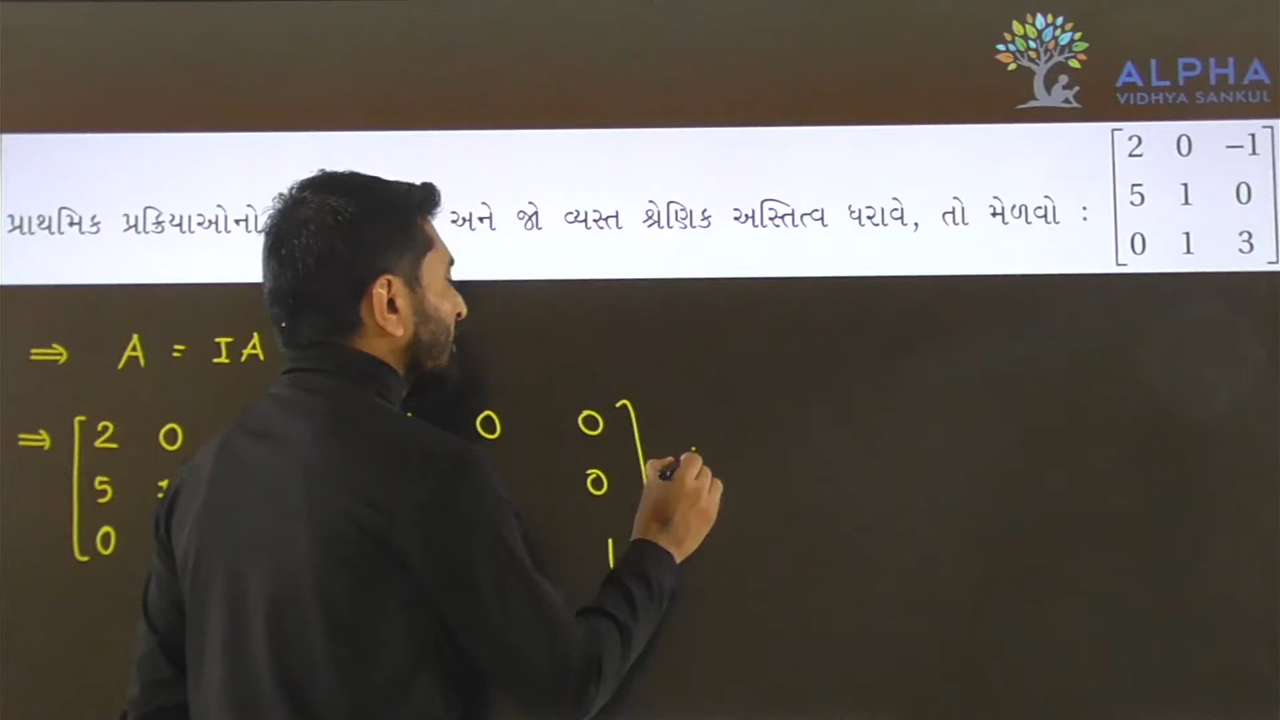 ALPHA
VIDHYA SANKUL
પ્રાથમિક પ્રક્રિયાઓનો અને જો વ્યસ્ત શ્રેણિક અસ્તિત્વ ધરાવે, તો મેળવો :
2 0 −1
5 1 0
0 1 3
⇒ A = IA
⇒ [ 2 0 0 0 ]
5 0
0 1